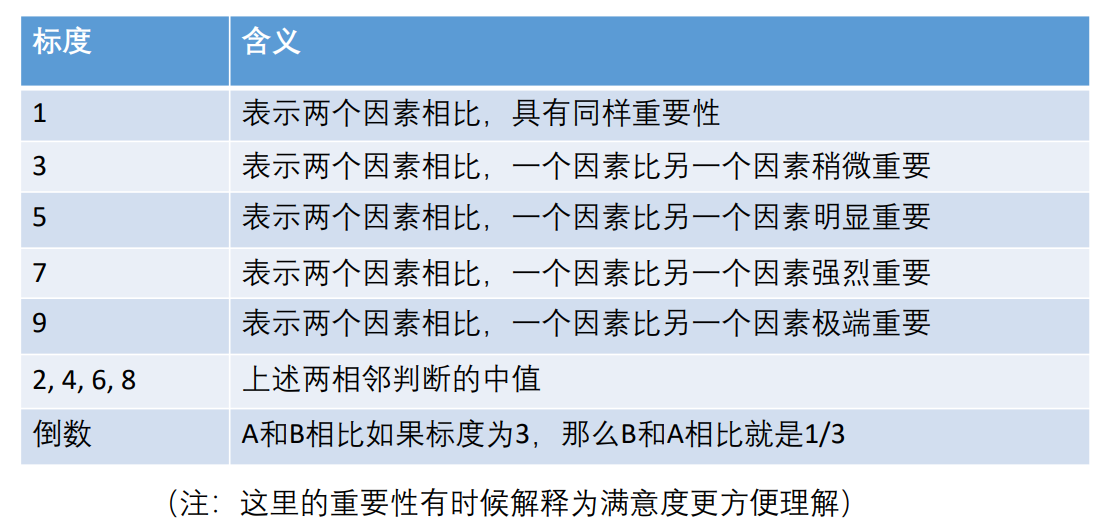 标度 含义
1 表示两个因素相比，具有同样重要性
3 表示两个因素相比，一个因素比另一个因素稍微重要
5 表示两个因素相比，一个因素比另一个因素明显重要
7 表示两个因素相比，一个因素比另一个因素强烈重要
9 表示两个因素相比，一个因素比另一个因素极端重要
2, 4, 6, 8 上述两相邻判断的中值
倒数 A和B相比如果标度为3，那么B和A相比就是1/3
（注：这里的重要性有时候解释为满意度更方便理解）